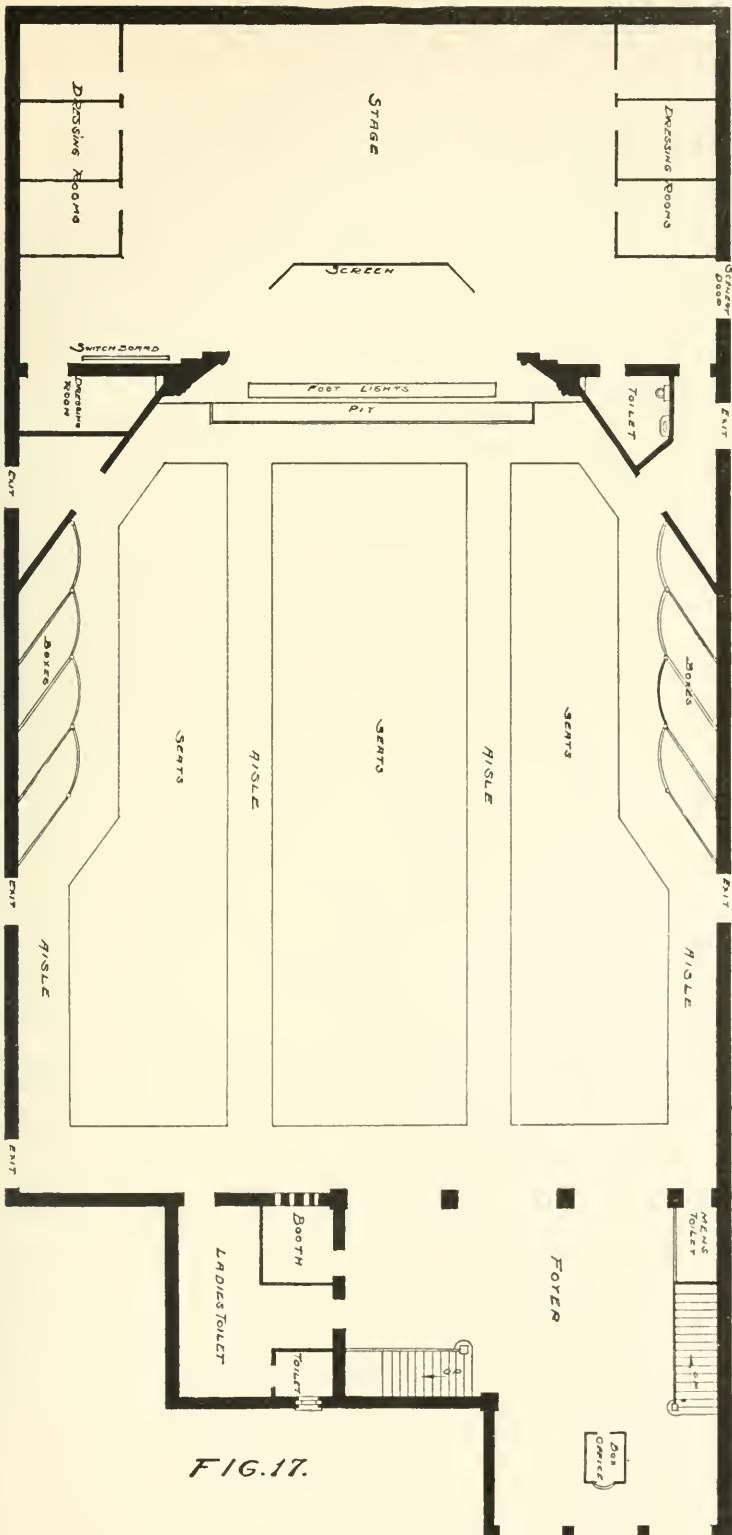 DRESSING ROOMS
STAGE
DRESSING ROOMS
SCREEN
SCENERY
DOOR
SWITCH BOARD
DRESSING
ROOM
FOOT LIGHTS
PIT
TOILET
EXIT
EXIT
BOXES
BOXES
SEATS
AISLE
SEATS
AISLE
SEATS
EXIT
EXIT
AISLE
AISLE
EXIT
BOOTH
LADIES TOILET
TOILET
UP
FOYER
MENS
TOILET
UP
BOX
OFFICE
FIG.17.